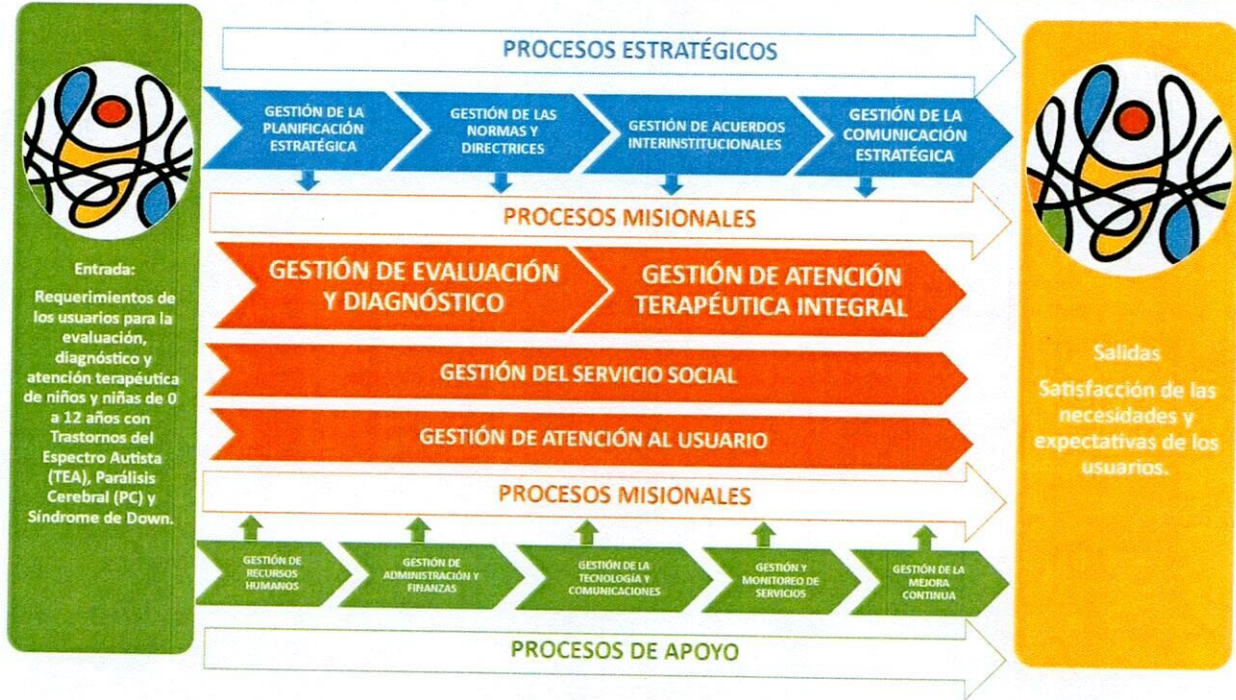 Entrada:
Requerimientos de
los usuarios para la
evaluación,
diagnóstico y
atención terapéutica
de niños y niñas de 0
a 12 años con
Trastornos del
Espectro Autista
(TEA), Parálisis
Cerebral (PC) y
Síndrome de Down.
PROCESOS ESTRATÉGICOS
GESTIÓN DE LA
PLANIFICACIÓN
ESTRATÉGICA
GESTIÓN DE LAS
NORMAS Y
DIRECTRICES
GESTIÓN DE ACUERDOS
INTERINSTITUCIONALES
GESTIÓN DE LA
COMUNICACIÓN
ESTRATÉGICA
PROCESOS MISIONALES
GESTIÓN DE EVALUACIÓN
Y DIAGNÓSTICO
GESTIÓN DE ATENCIÓN
TERAPÉUTICA INTEGRAL
GESTIÓN DEL SERVICIO SOCIAL
GESTIÓN DE ATENCIÓN AL USUARIO
PROCESOS MISIONALES
GESTIÓN DE
RECURSOS
HUMANOS
GESTIÓN DE
ADMINISTRACIÓN Y
FINANZAS
GESTIÓN DE LA
TECNOLOGÍA Y
COMUNICACIONES
GESTIÓN Y
MONITOREO DE
SERVICIOS
GESTIÓN DE LA
MEJORA
CONTINUA
PROCESOS DE APOYO
Salidas
Satisfacción de las
necesidades y
expectativas de los
usuarios.